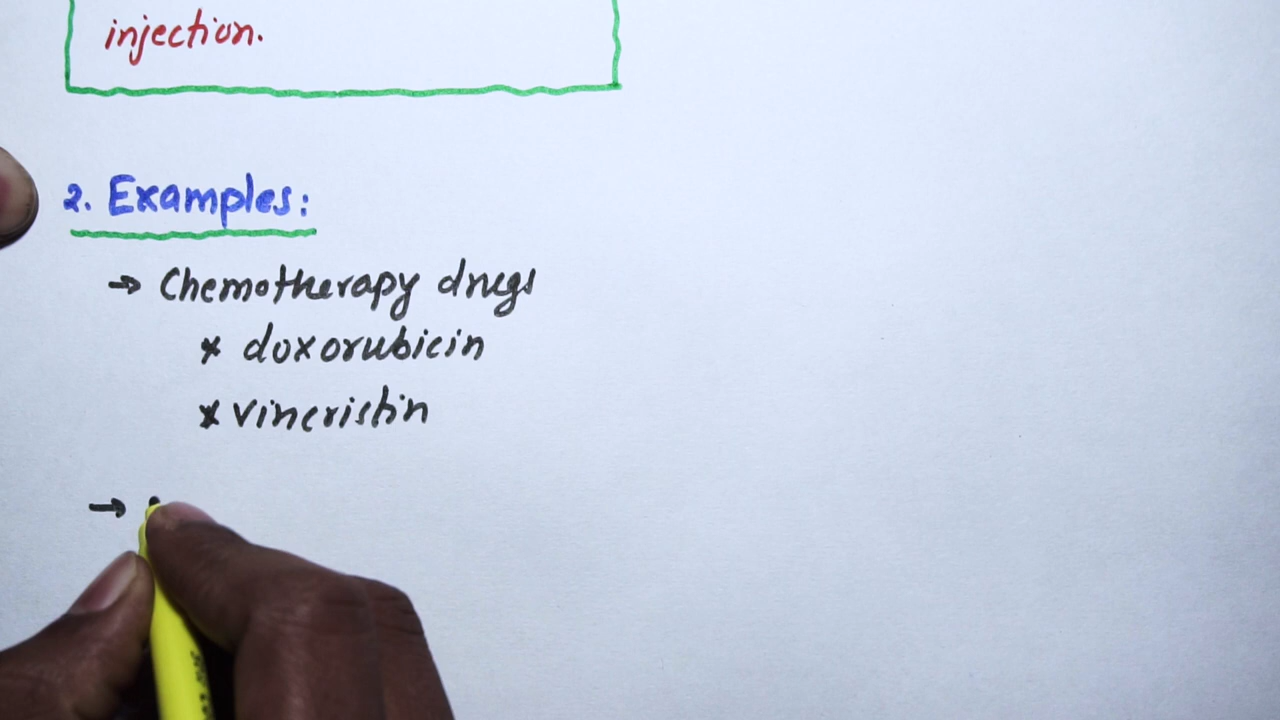 injection.
2. Examples:
→ Chemotherapy drugs
* doxorubicin
* vincristin
→